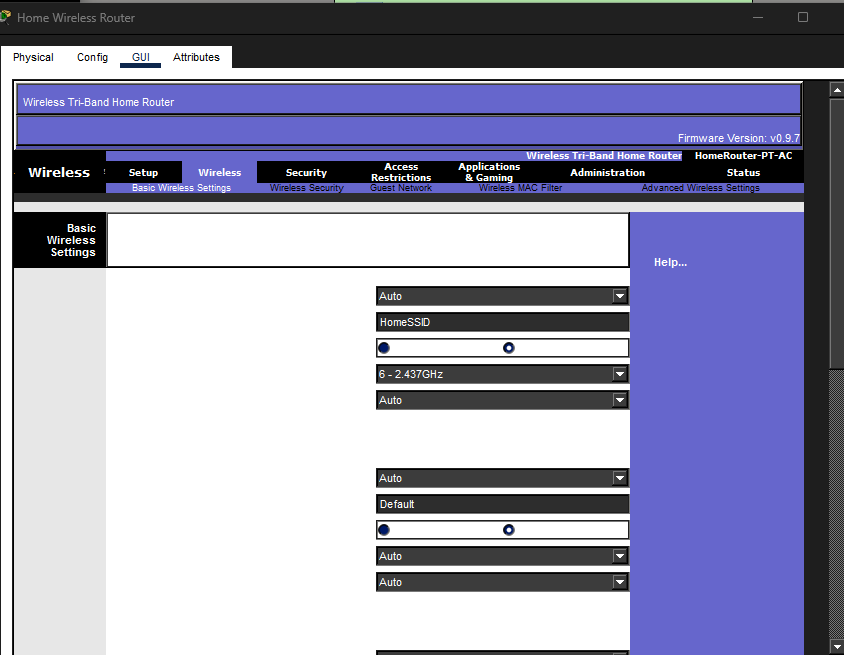 Home Wireless Router
Physical Config GUI Attributes
Wireless Tri-Band Home Router
Firmware Version: v0.9.7
Wireless Tri-Band Home Router HomeRouter-PT-AC
Wireless
Setup Wireless Security Access Restrictions Applications & Gaming Administration Status
Basic Wireless Settings Wireless Security Guest Network Wireless MAC Filter Advanced Wireless Settings
Basic
Wireless
Settings
Help...
Auto
HomeSSID
6 - 2.437GHz
Auto
Auto
Default
Auto
Auto